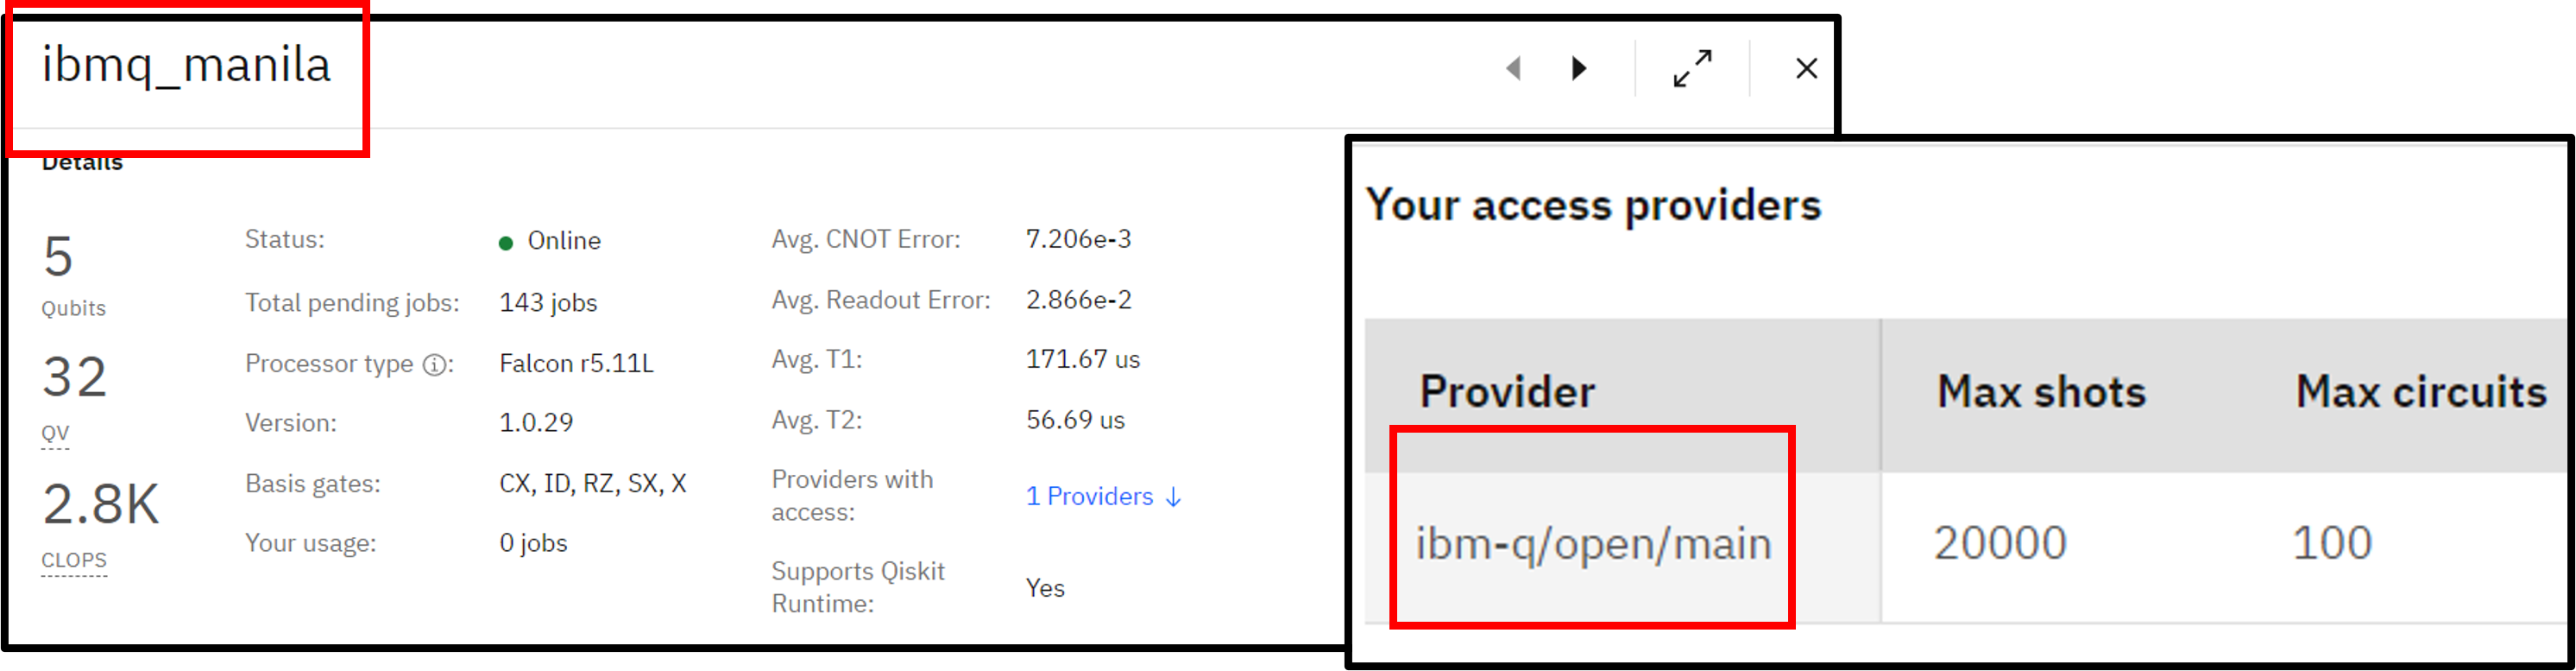 ibmq_manila
Details
5
Qubits
32
QV
2.8K
CLOPS
Status: Online
Total pending jobs: 143 jobs
Processor type ⓘ: Falcon r5.11L
Version: 1.0.29
Basis gates: CX, ID, RZ, SX, X
Your usage: 0 jobs
Avg. CNOT Error: 7.206e-3
Avg. Readout Error: 2.866e-2
Avg. T1: 171.67 us
Avg. T2: 56.69 us
Providers with
access: 1 Providers ↓
Supports Qiskit
Runtime: Yes
Your access providers
Provider Max shots Max circuits
ibm-q/open/main 20000 100